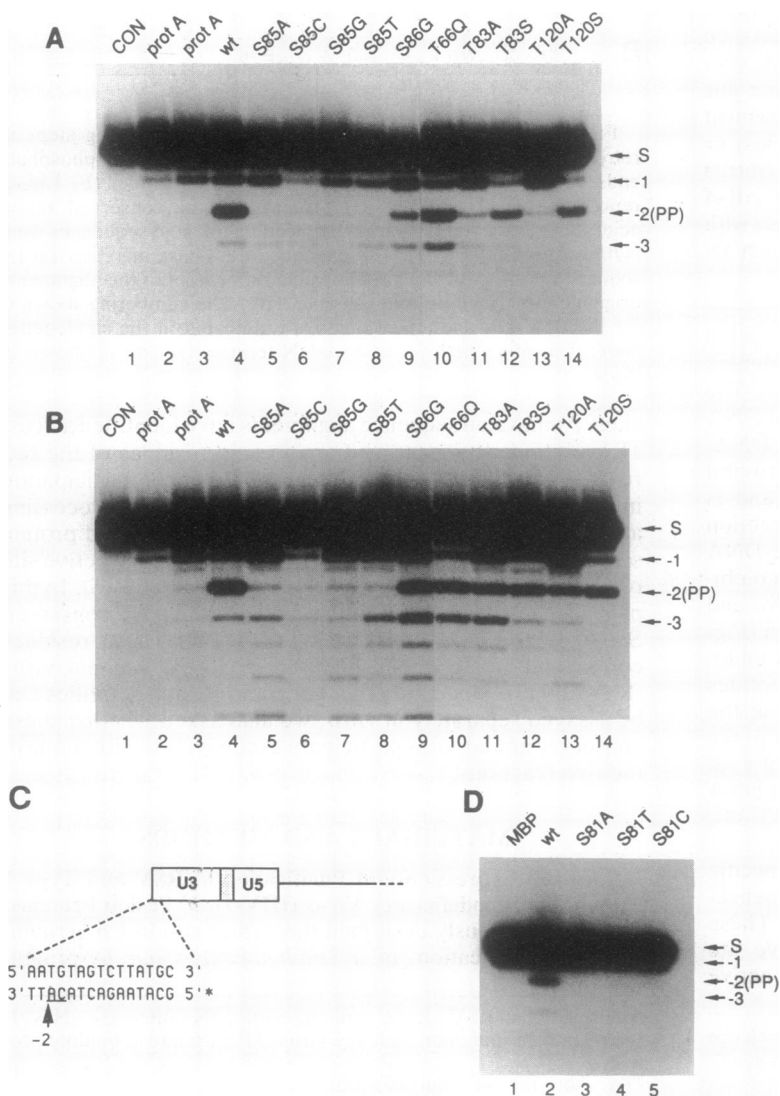 A
CON prot A prot A wt S85A S85C S85G S85T S86G T66Q T83A T83S T120A T120S
S
-1
-2(PP)
-3
1 2 3 4 5 6 7 8 9 10 11 12 13 14
B
CON prot A prot A wt S85A S85C S85G S85T S86G T66Q T83A T83S T120A T120S
S
-1
-2(PP)
-3
1 2 3 4 5 6 7 8 9 10 11 12 13 14
C
U3 U5
5'AATGTAGTCTTATGC 3'
3'TTACATCAGAATACG 5'*
-2
D
MBP wt S81A S81T S81C
S
-1
-2(PP)
-3
1 2 3 4 5